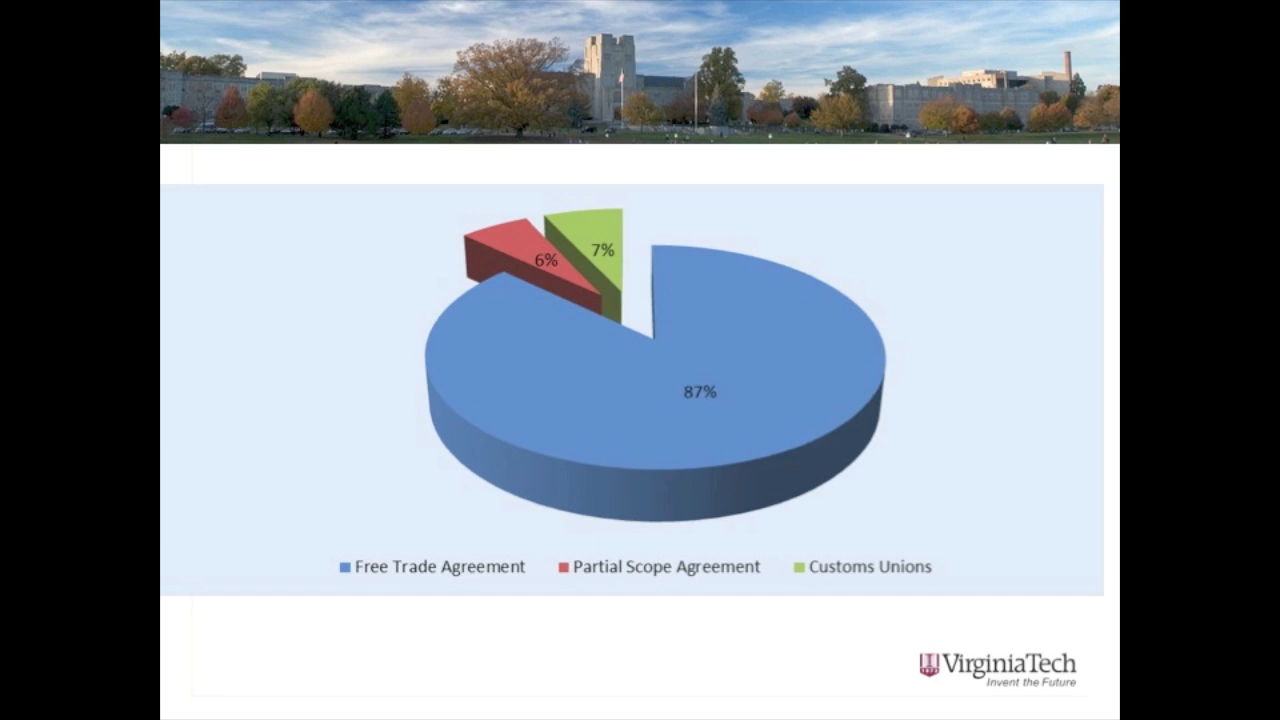 7%
6%
87%
Free Trade Agreement Partial Scope Agreement Customs Unions
VirginiaTech
Invent the Future